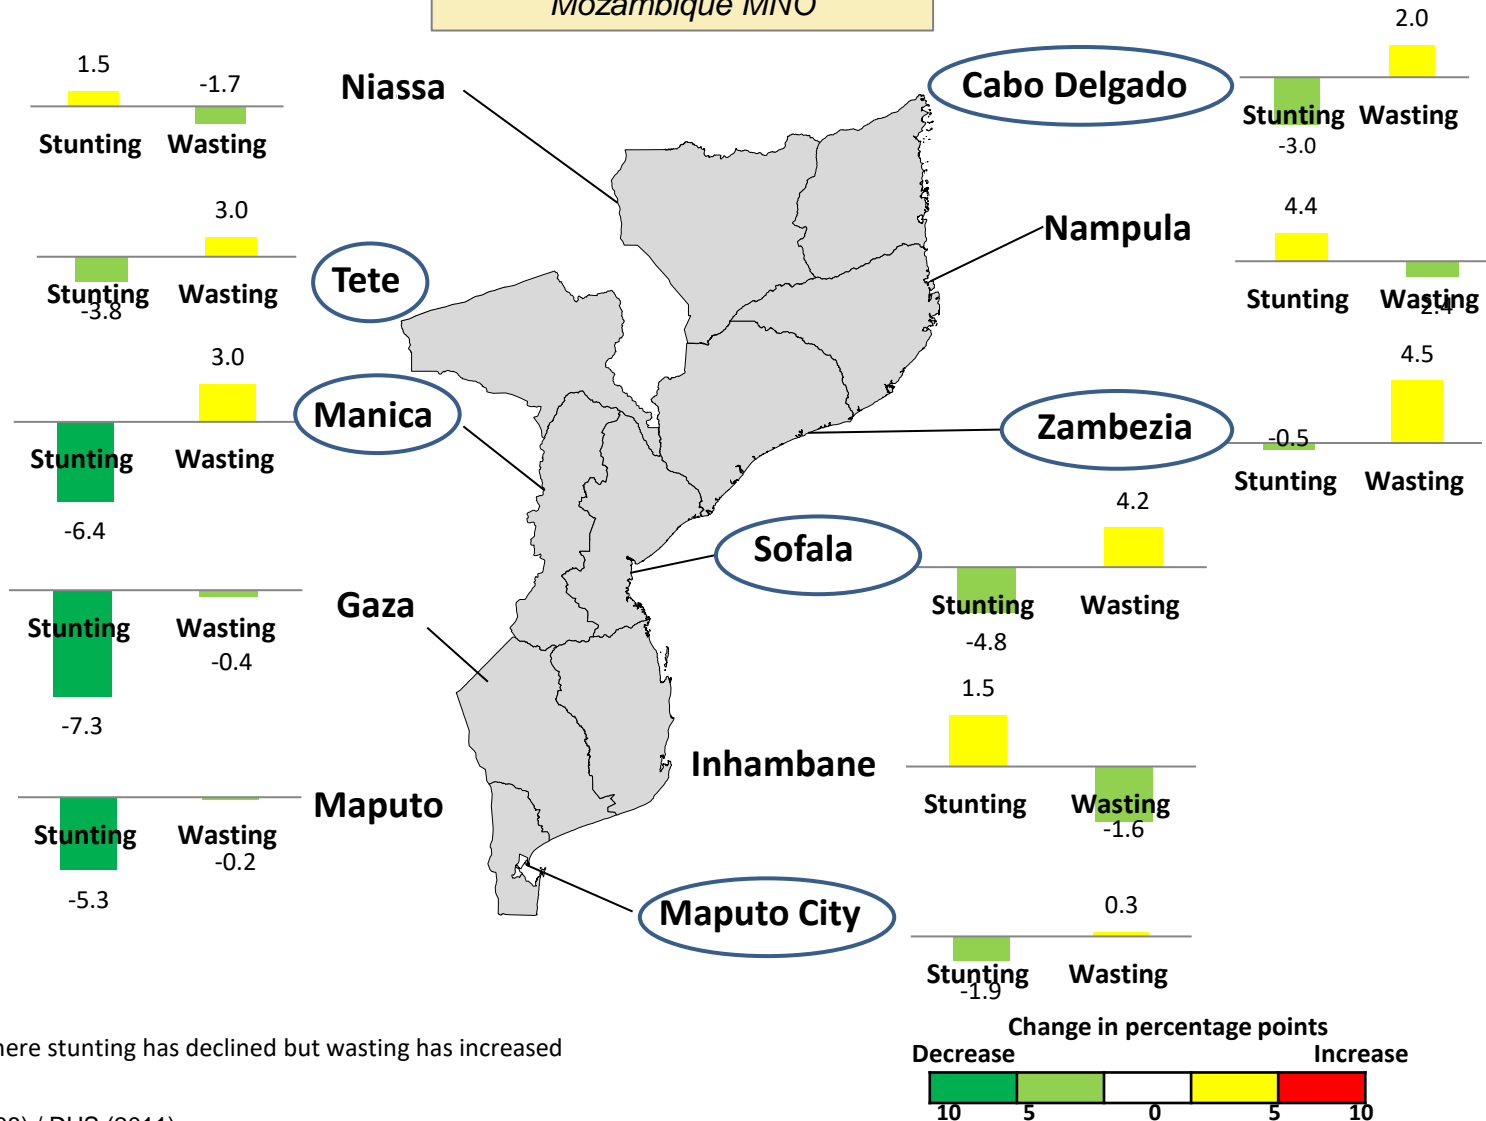 Mozambique MNO
Niassa
1.5
-1.7
Stunting
Wasting
Cabo Delgado
2.0
Stunting
Wasting
-3.0
Tete
3.0
Stunting
Wasting
-3.8
Nampula
4.4
Stunting
Wasting
-2.4
Manica
3.0
Stunting
Wasting
-6.4
Zambezia
4.5
-0.5
Stunting
Wasting
Sofala
4.2
Stunting
Wasting
-4.8
Gaza
Stunting
Wasting
-0.4
-7.3
Inhambane
1.5
Stunting
Wasting
-1.6
Maputo
Stunting
Wasting
-0.2
-5.3
Maputo City
0.3
Stunting
Wasting
-1.9
stunting has declined but wasting has increased
/ DHS (2011)
Change in percentage points
Decrease Increase
10 5 0 5 10